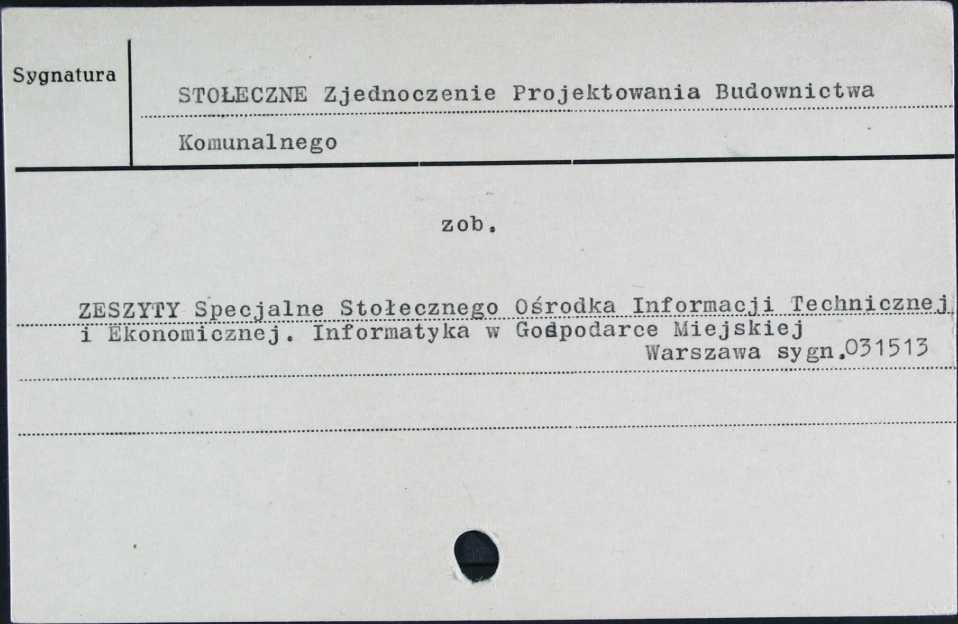 Sygnatura
STOŁECZNE Zjednoczenie Projektowania Budownictwa
Komunalnego
zob.
ZESZYTY Specjalne Stołecznego Ośrodka Informacji Technicznej
i Ekonomicznej. Informatyka w Gospodarce Miejskiej
Warszawa sygn.031513